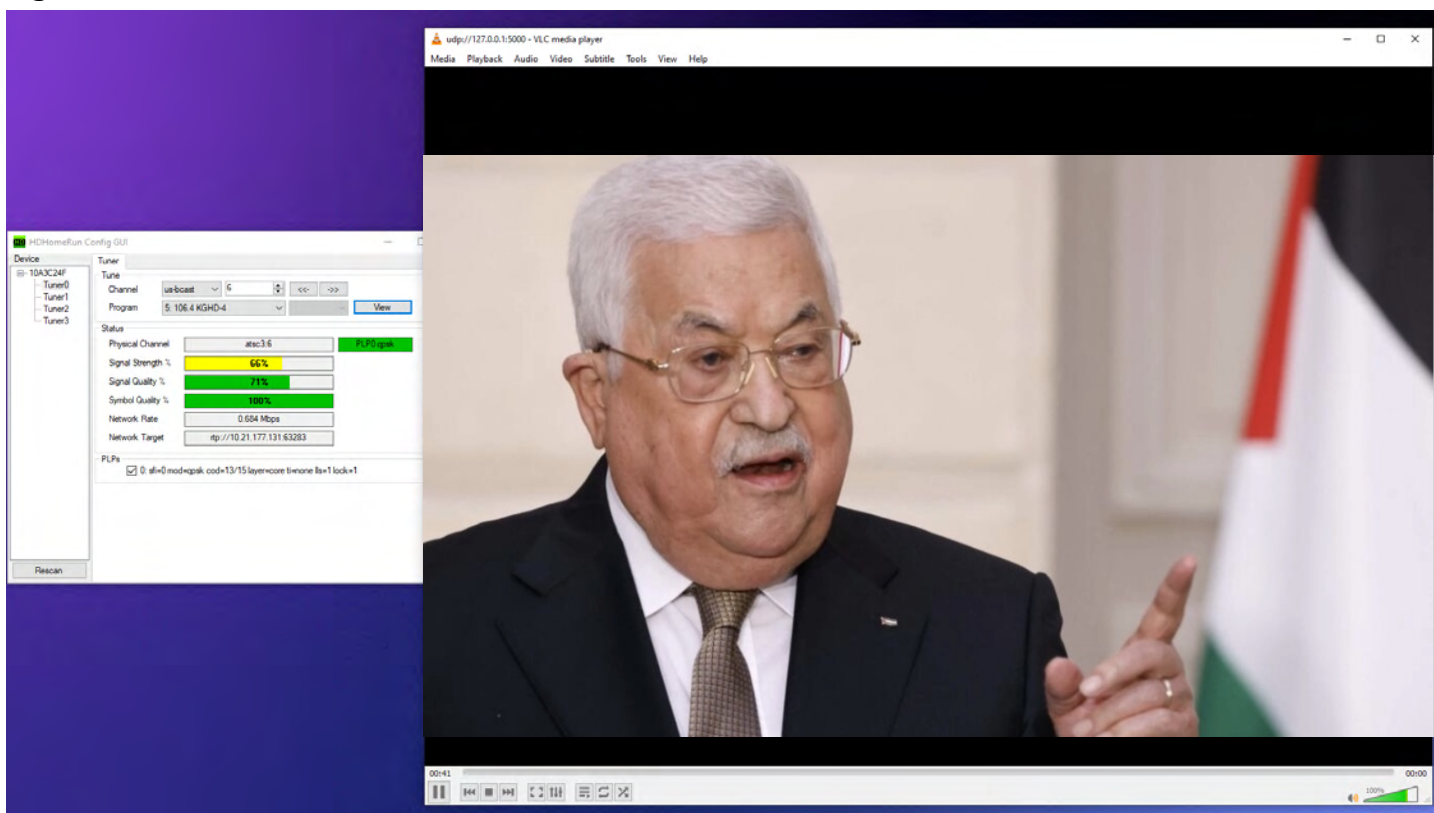 udp://127.0.0.1:5000 - VLC media player
Media Playback Audio Video Subtitle Tools View Help
HDHomeRun Config GUI
Device
10A3C24F
Tuner0
Tuner1
Tuner2
Tuner3
Rescan
Tuner
Tune
Channel us-bcast 6 <<- ->>
Program 5: 106.4 KGHD-4 View
Status
Physical Channel atsc3:6 PLP0:qpsk
Signal Strength % 66%
Signal Quality % 71%
Symbol Quality % 100%
Network Rate 0.684 Mbps
Network Target rtp://10.21.177.131:63283
PLPs
0: sfi=0 mod=qpsk cod=13/15 layer=core ti=none lls=1 lock=1
00:41 00:00
100%